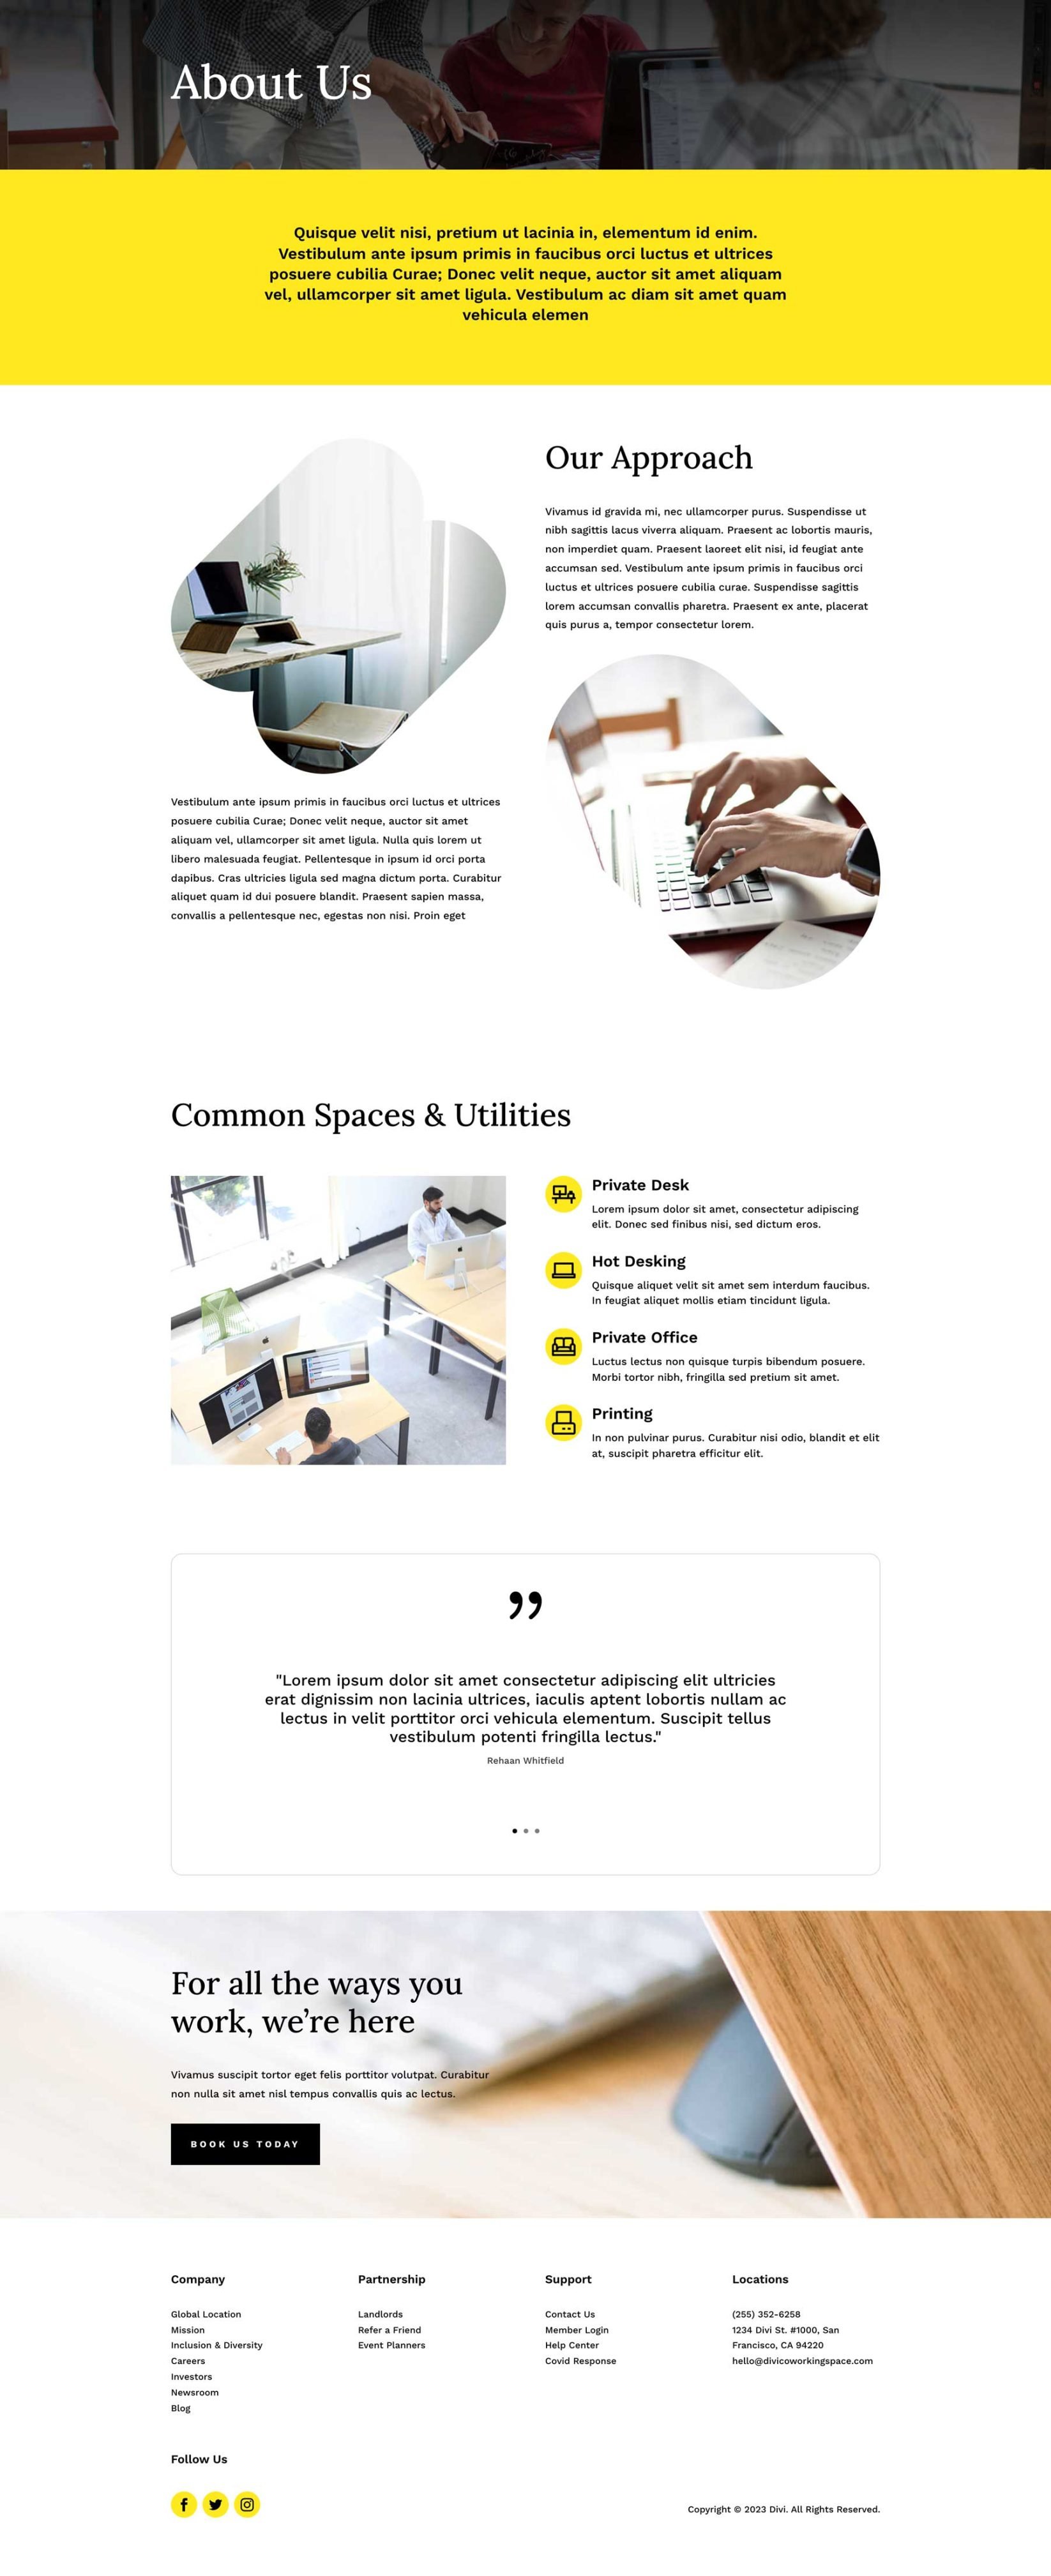 About Us
Quisque velit nisi, pretium ut lacinia in, elementum id enim.
Vestibulum ante ipsum primis in faucibus orci luctus et ultrices
posuere cubilia Curae; Donec velit neque, auctor sit amet aliquam
vel, ullamcorper sit amet ligula. Vestibulum ac diam sit amet quam
vehicula elemen
Our Approach
Vivamus id gravida mi, nec ullamcorper purus. Suspendisse ut
nibh sagittis lacus viverra aliquam. Praesent ac lobortis mauris,
non imperdiet quam. Praesent laoreet elit nisi, id feugiat ante
accumsan sed. Vestibulum ante ipsum primis in faucibus orci
luctus et ultrices posuere cubilia curae. Suspendisse sagittis
lorem accumsan convallis pharetra. Praesent ex ante, placerat
quis purus a, tempor consectetur lorem.
Vestibulum ante ipsum primis in faucibus orci luctus et ultrices
posuere cubilia Curae; Donec velit neque, auctor sit amet
aliquam vel, ullamcorper sit amet ligula. Nulla quis lorem ut
libero malesuada feugiat. Pellentesque in ipsum id orci porta
dapibus. Cras ultricies ligula sed magna dictum porta. Curabitur
aliquet quam id dui posuere blandit. Praesent sapien massa,
convallis a pellentesque nec, egestas non nisi. Proin eget
Common Spaces & Utilities
Private Desk
Lorem ipsum dolor sit amet, consectetur adipiscing
elit. Donec sed finibus nisi, sed dictum eros.
Hot Desking
Quisque aliquet velit sit amet sem interdum faucibus.
In feugiat aliquet mollis etiam tincidunt ligula.
Private Office
Luctus lectus non quisque turpis bibendum posuere.
Morbi tortor nibh, fringilla sed pretium sit amet.
Printing
In non pulvinar purus. Curabitur nisi odio, blandit et elit
at, suscipit pharetra efficitur elit.
"Lorem ipsum dolor sit amet consectetur adipiscing elit ultricies
erat dignissim non lacinia ultrices, iaculis aptent lobortis nullam ac
lectus in velit porttitor orci vehicula elementum. Suscipit tellus
vestibulum potenti fringilla lectus."
Rehaan Whitfield
For all the ways you
work, we’re here
Vivamus suscipit tortor eget felis porttitor volutpat. Curabitur
non nulla sit amet nisl tempus convallis quis ac lectus.
BOOK US TODAY
Company
Global Location
Mission
Inclusion & Diversity
Careers
Investors
Newsroom
Blog
Partnership
Landlords
Refer a Friend
Event Planners
Support
Contact Us
Member Login
Help Center
Covid Response
Locations
(255) 352-6258
1234 Divi St. #1000, San
Francisco, CA 94220
hello@divicoworkingspace.com
Follow Us
Copyright © 2023 Divi. All Rights Reserved.